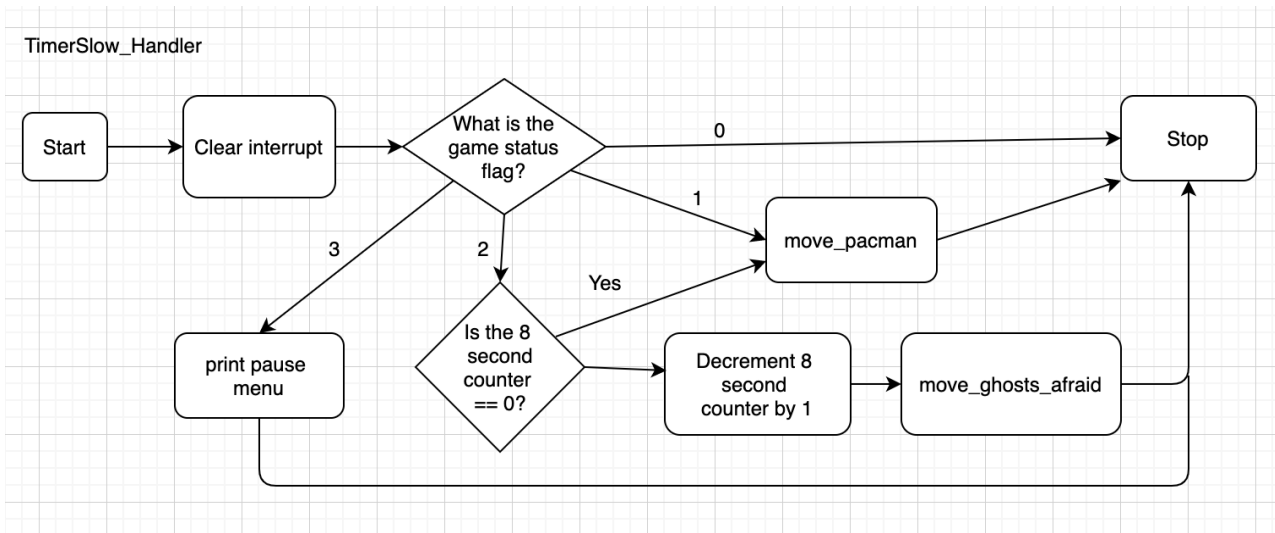 TimerSlow_Handler
Start
Clear interrupt
What is the
game status
flag?
0
Stop
1
move_pacman
3
2
Yes
Is the 8
second
counter
== 0?
print pause
menu
Decrement 8
second
counter by 1
move_ghosts_afraid